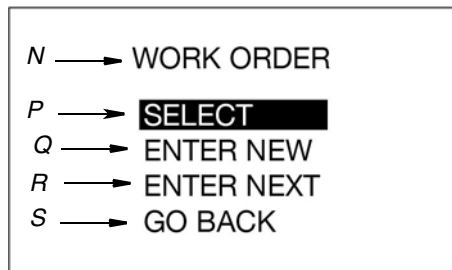 N WORK ORDER
P SELECT
Q ENTER NEW
R ENTER NEXT
S GO BACK